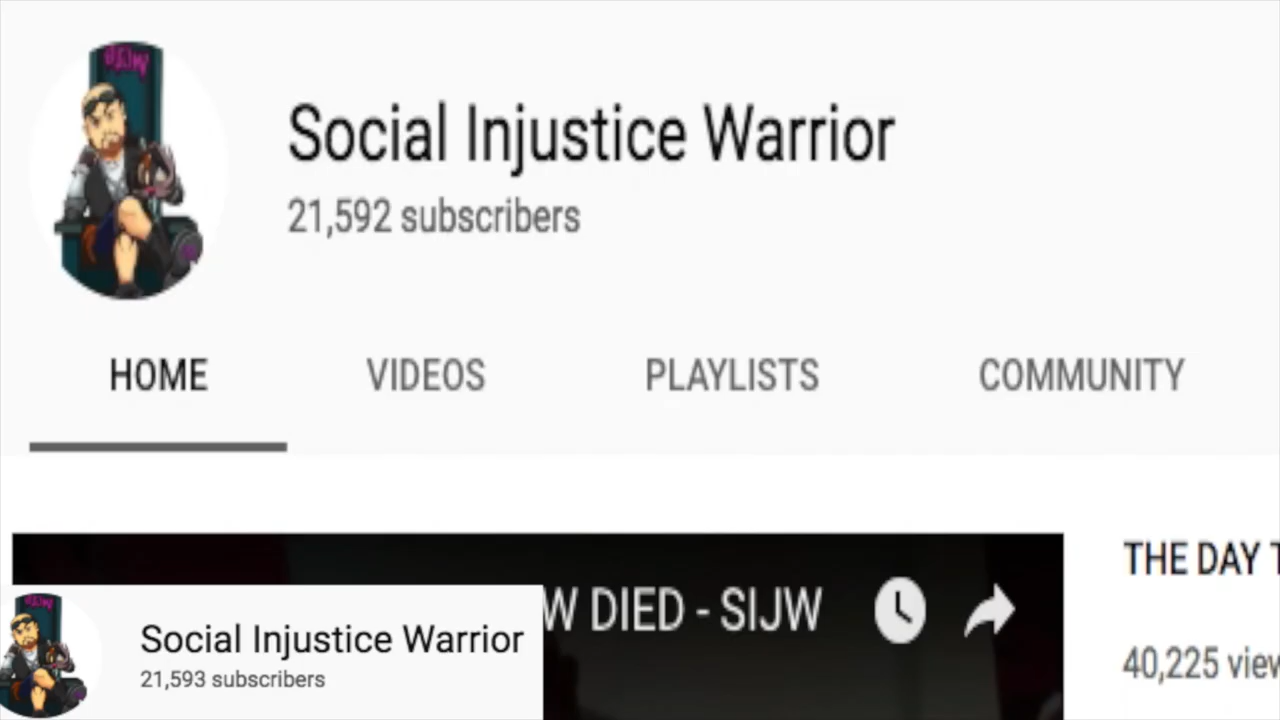 SIJW
Social Injustice Warrior
21,592 subscribers
HOME VIDEOS PLAYLISTS COMMUNITY
THE DAY T
W DIED - SIJW
SIJW
Social Injustice Warrior
21,593 subscribers
40,225 view